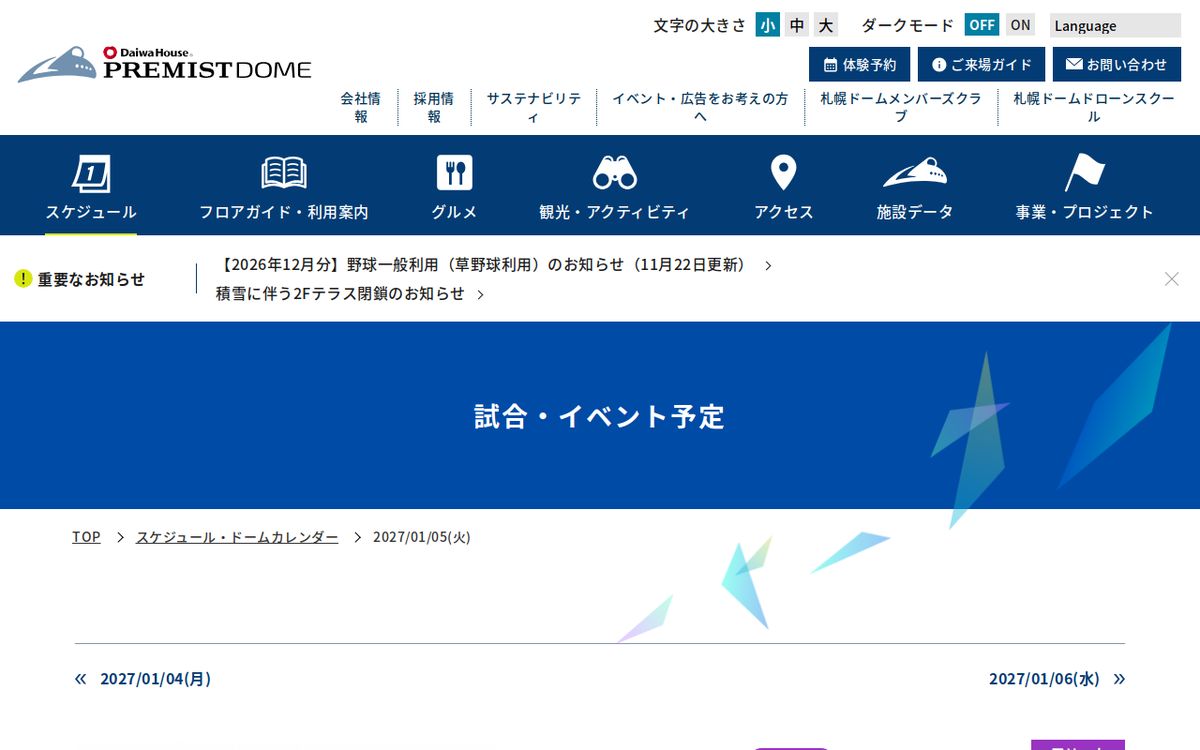 文字の大きさ 小 中 大 ダークモード OFF ON Language
Daiwa House
PREMIST DOME
体験予約 ご来場ガイド お問い合わせ
会社情報
採用情報
サステナビリティ
イベント・広告をお考えの方へ
札幌ドームメンバーズクラブ
札幌ドームドローンスクール
1
スケジュール フロアガイド・利用案内 グルメ 観光・アクティビティ アクセス 施設データ 事業・プロジェクト
重要なお知らせ
【2026年12月分】野球一般利用（草野球利用）のお知らせ（11月22日更新）
積雪に伴う2Fテラス閉鎖のお知らせ
試合・イベント予定
TOP スケジュール・ドームカレンダー 2027/01/05(火)
2027/01/04(月) 2027/01/06(水)